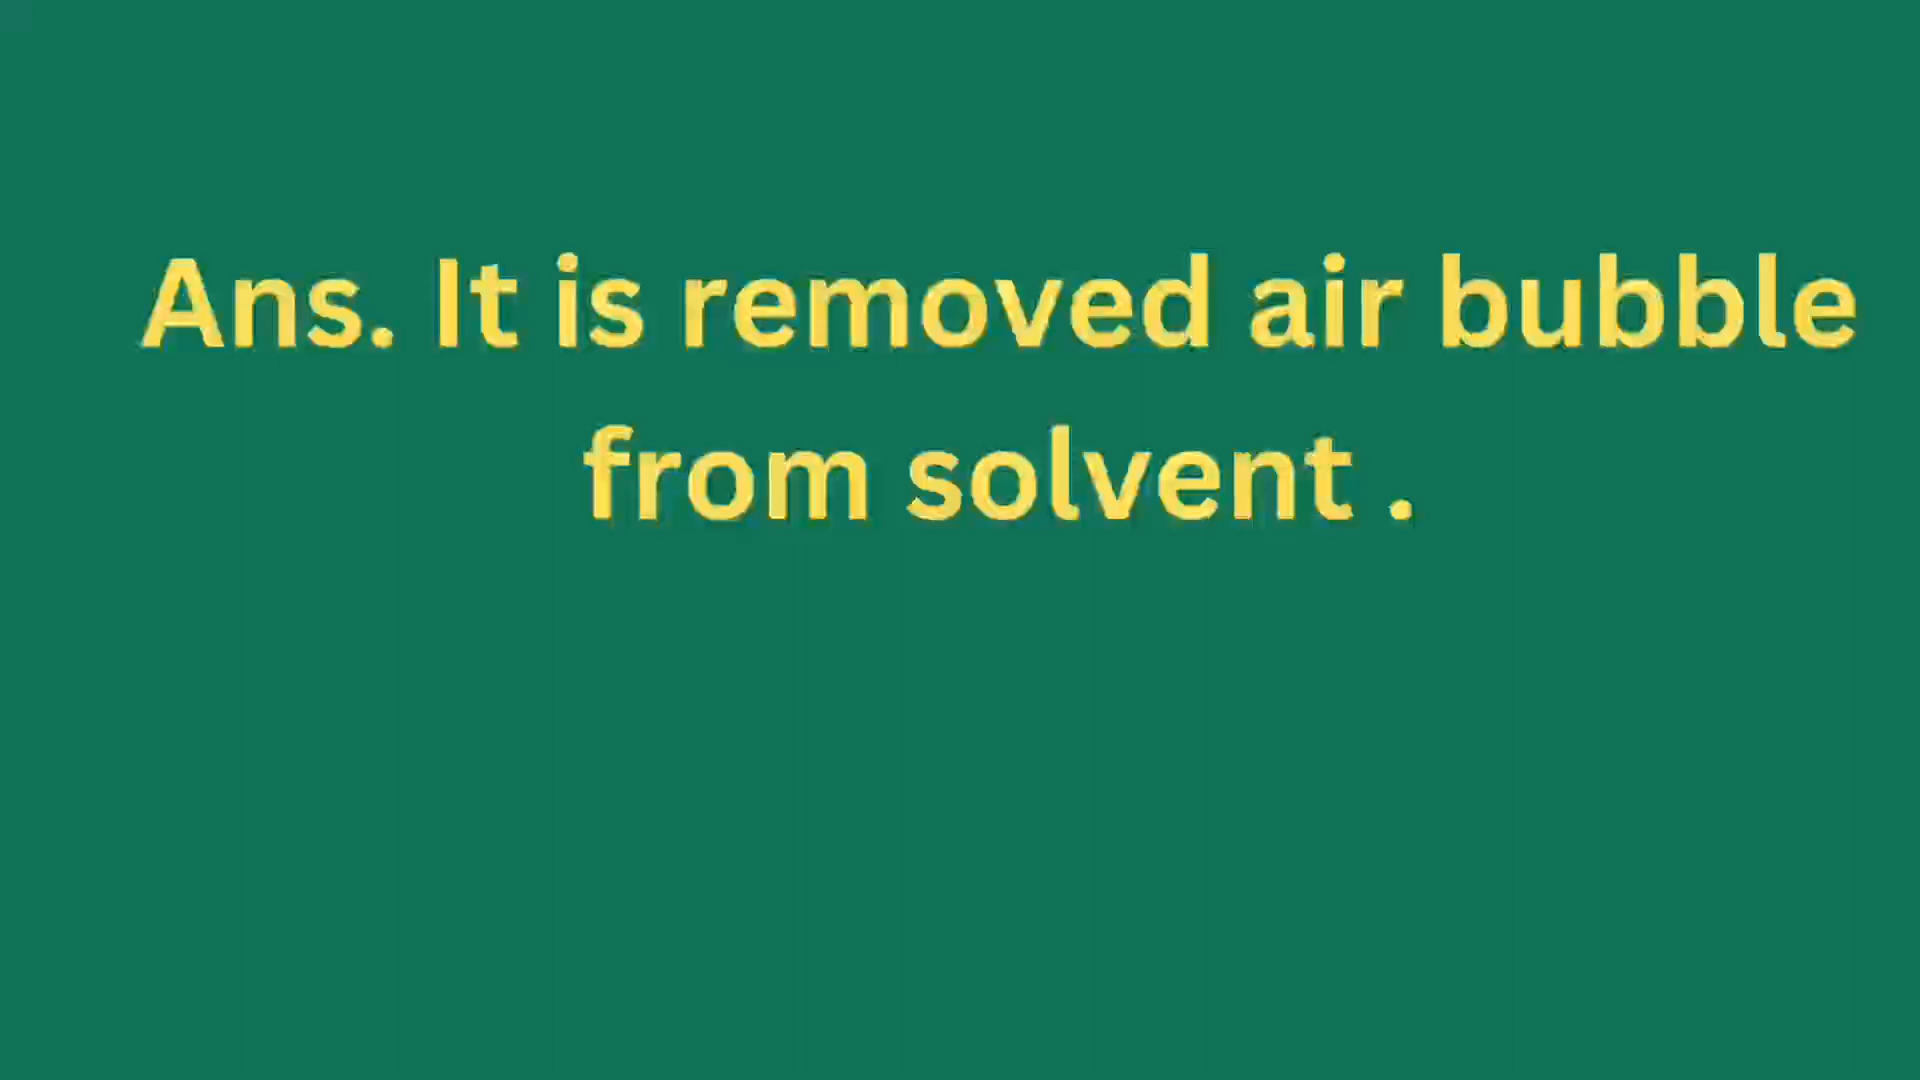 Ans. It is removed air bubble
from solvent .